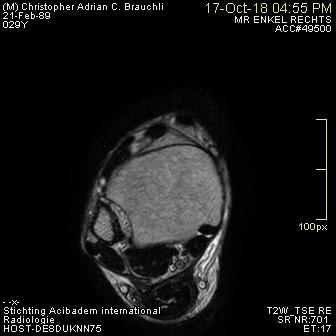 (M) Christopher Adrian C. Brauchli
21-Feb-89
029Y
17-Oct-18 04:55 PM
MR ENKEL RECHTS
ACC#49500
100px
--x-
Stichting Acibadem international
Radiologie
HOST-DE8DUKNN75
T2W_TSE RE
SR NR:701
ET:17